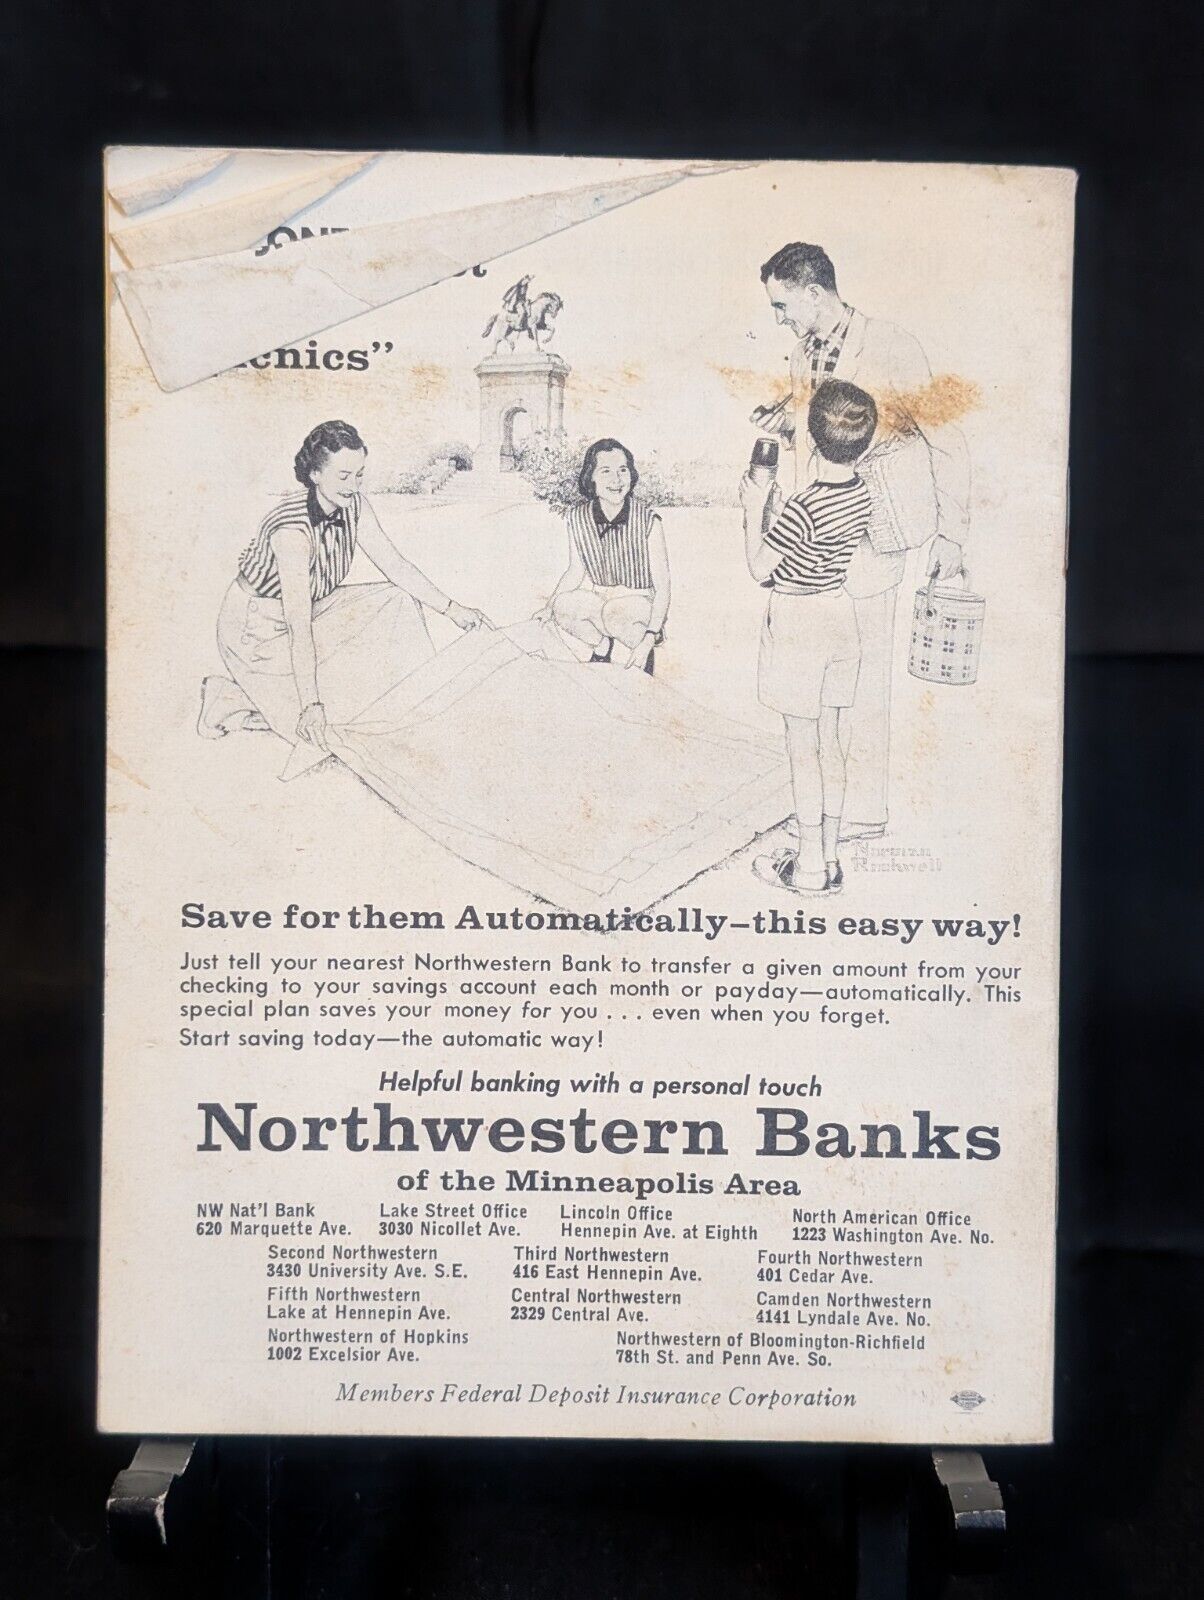 cnics”
Norman
Rockwell
Save for them Automatically—this easy way!
Just tell your nearest Northwestern Bank to transfer a given amount from your
checking to your savings account each month or payday—automatically. This
special plan saves your money for you . . . even when you forget.
Start saving today—the automatic way!
Helpful banking with a personal touch
Northwestern Banks
of the Minneapolis Area
NW Nat'l Bank
620 Marquette Ave.
Lake Street Office
3030 Nicollet Ave.
Lincoln Office
Hennepin Ave. at Eighth
North American Office
1223 Washington Ave. No.
Second Northwestern
3430 University Ave. S.E.
Third Northwestern
416 East Hennepin Ave.
Fourth Northwestern
401 Cedar Ave.
Fifth Northwestern
Lake at Hennepin Ave.
Central Northwestern
2329 Central Ave.
Camden Northwestern
4141 Lyndale Ave. No.
Northwestern of Hopkins
1002 Excelsior Ave.
Northwestern of Bloomington-Richfield
78th St. and Penn Ave. So.
Members Federal Deposit Insurance Corporation